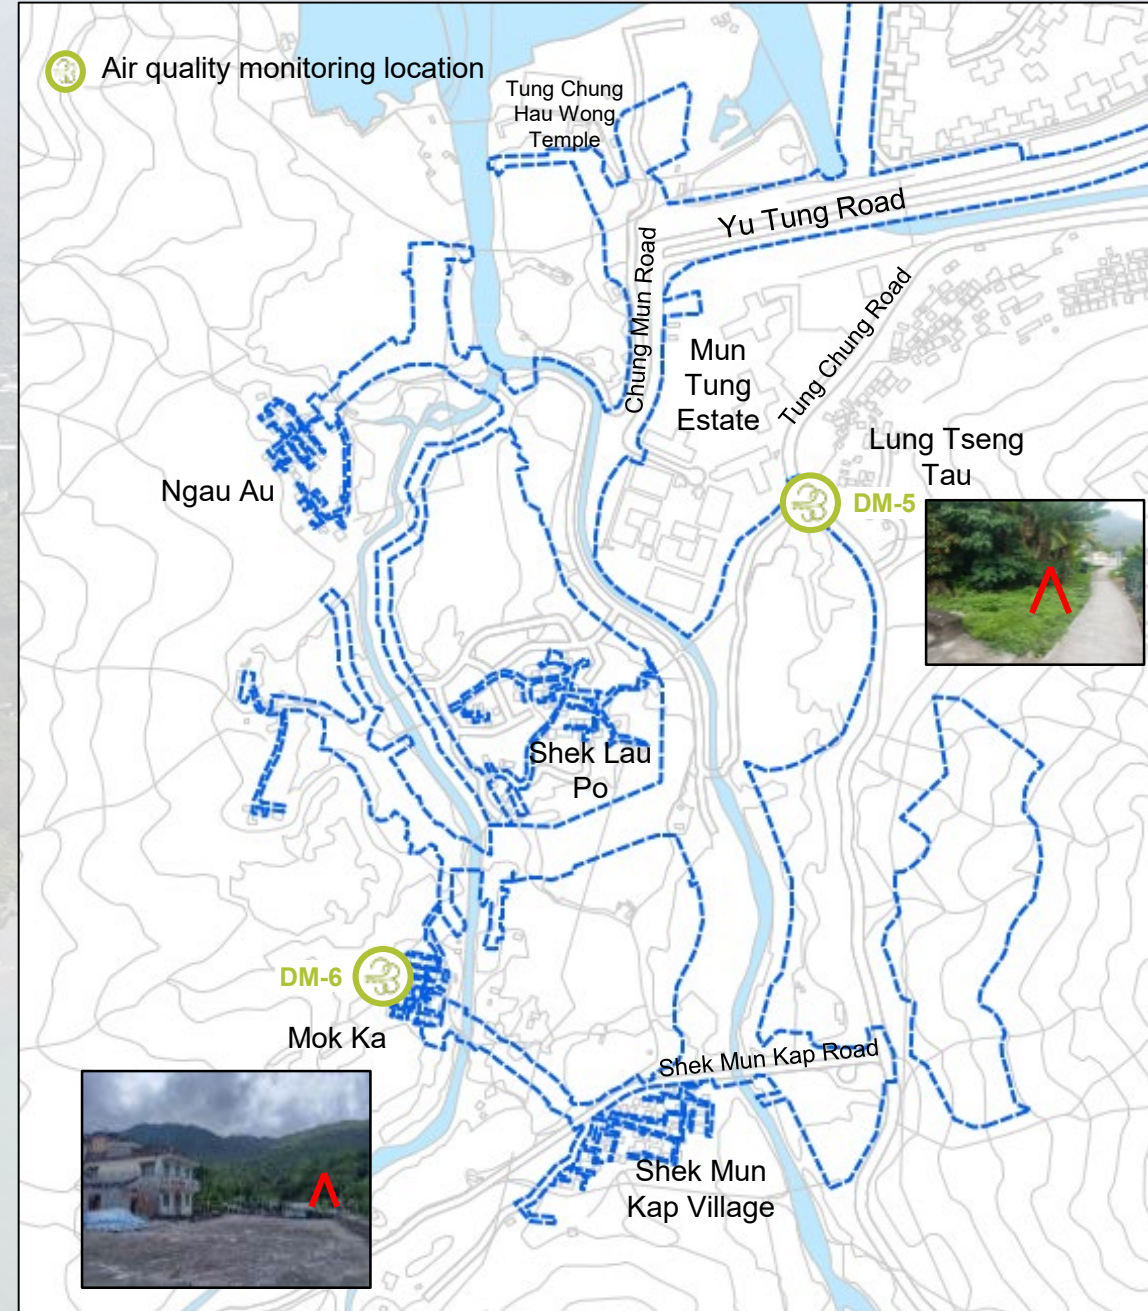 Air quality monitoring location
Tung Chung
Hau Wong
Temple
Yu Tung Road
Chung Mun Road
Tung Chung Road
Mun
Tung
Estate
Lung Tseng
Tau
Ngau Au
DM-5
Shek Lau
Po
DM-6
Mok Ka
Shek Mun Kap Road
Shek Mun
Kap Village